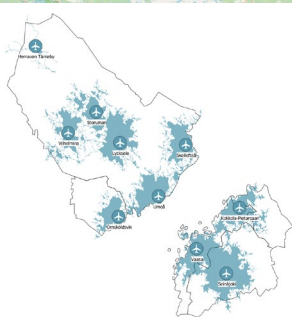 Hemavan Tärnaby
Storuman
Vilhelmina
Lycksele
Skellefteå
Umeå
Örnsköldsvik
Kokkola-Pietarsaari
Vaasa
Seinäjoki